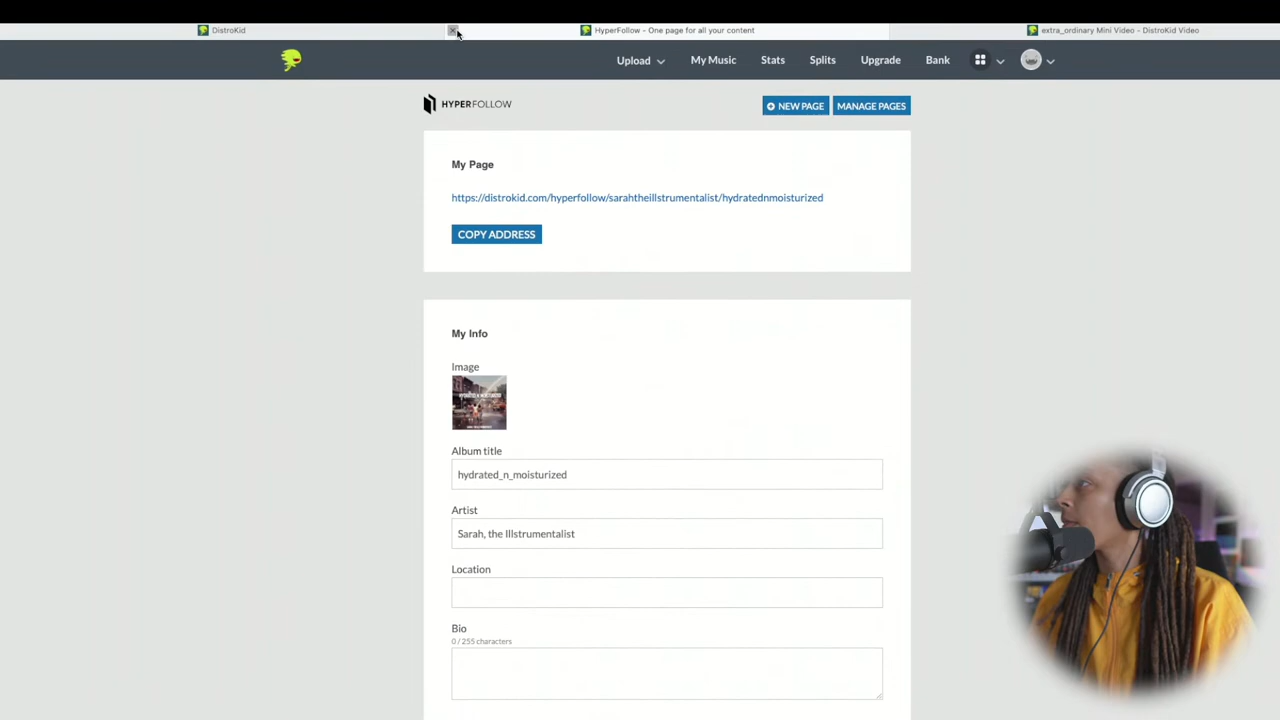 DistroKid
HyperFollow - One page for all your content
extra_ordinary Mini Video - DistroKid Video
Upload
My Music
Stats
Splits
Upgrade
Bank
HYPERFOLLOW
NEW PAGE
MANAGE PAGES
My Page
https://distrokid.com/hyperfollow/sarahtheillstrumentalist/hydratednmoisturized
COPY ADDRESS
My Info
Image
HYDRATED N MOISTURIZED
Album title
hydrated_n_moisturized
Artist
Sarah, the Illstrumentalist
Location
Bio
0 / 255 characters